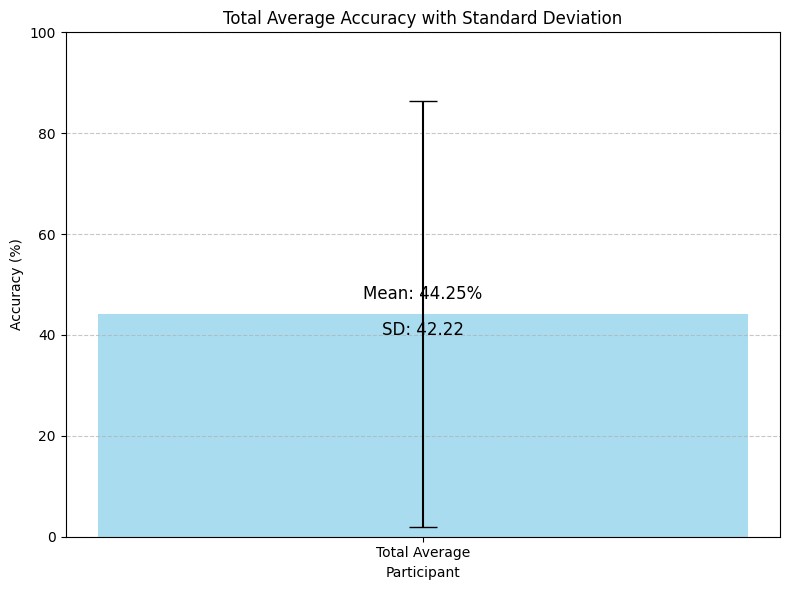 Total Average Accuracy with Standard Deviation
100
80
60
40
20
0
Accuracy (%)
Mean: 44.25%
SD: 42.22
Total Average
Participant